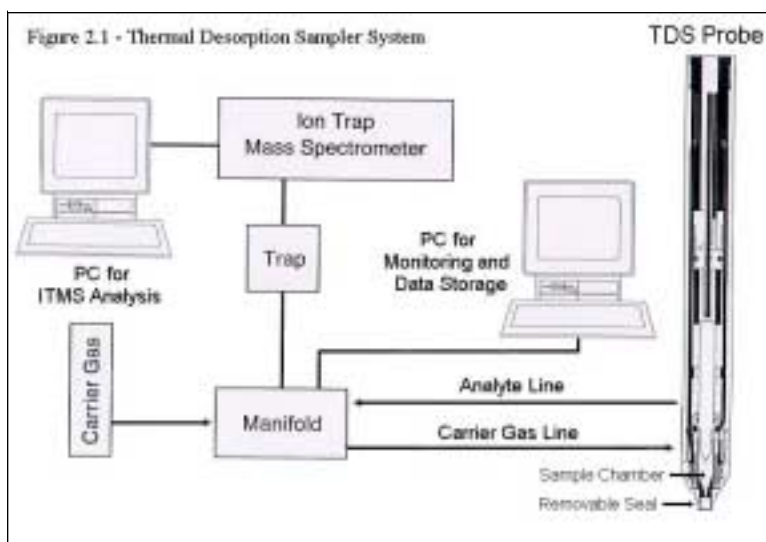 Figure 2.1 - Thermal Desorption Sampler System
TDS Probe
Ion Trap
Mass Spectrometer
Trap
PC for
Monitoring and
Data Storage
PC for
ITMS Analysis
Carrier Gas
Manifold
Analyte Line
Carrier Gas Line
Sample Chamber
Removable Seal